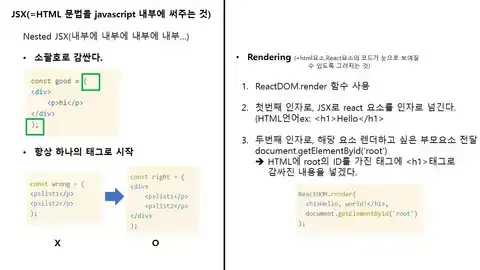 JSX(=HTML 문법을 javascript 내부에 써주는 것)
Nested JSX(내부에 내부에 내부에 내부...)
• 소괄호로 감싼다.
const good = (
<div>
<p>hi</p>
</div>
);
• 항상 하나의 태그로 시작
const wrong = (
<p>list1</p>
<p>list2</p>
);
const right = (
<div>
<p>list1</p>
<p>list2</p>
</div>
);
X
O
• Rendering (=html요소,React요소의 코드가 눈으로 보여질
수 있도록 그려지는 것)
1. ReactDOM.render 함수 사용
2. 첫번째 인자로, JSX로 react 요소를 인자로 넘긴다.
(HTML언어ex: <h1>Hello</h1>
3. 두번째 인자로, 해당 요소 렌더하고 싶은 부모요소 전달
document.getElementById('root')
➔ HTML에 root의 ID를 가진 태그에 <h1>태그로
감싸진 내용을 넣겠다.
ReactDOM.render(
<h1>Hello, world!</h1>,
document.getElementById('root')
);